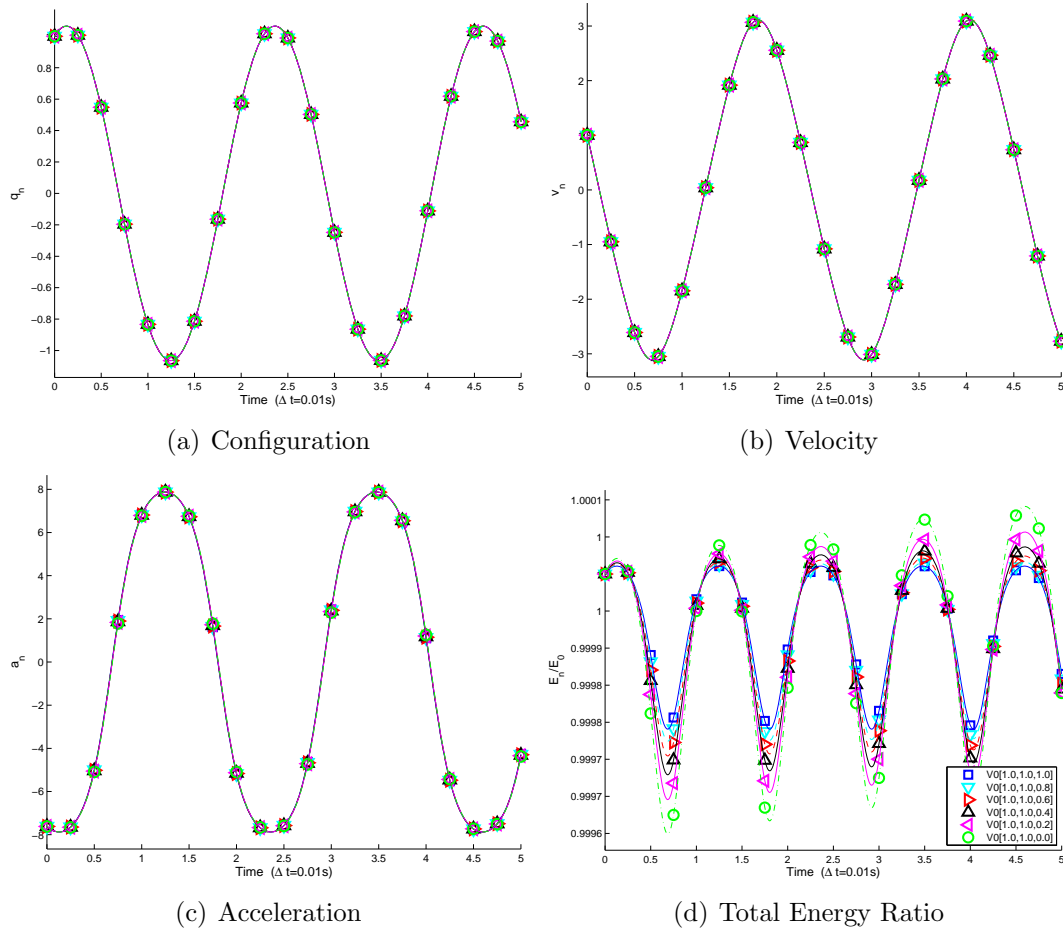 q_n
0.8
0.6
0.4
0.2
0
−0.2
−0.4
−0.6
−0.8
−1
0 0.5 1 1.5 2 2.5 3 3.5 4 4.5 5
Time (Δ t=0.01s)
(a) Configuration
v_n
3
2
1
0
−1
−2
−3
0 0.5 1 1.5 2 2.5 3 3.5 4 4.5 5
Time (Δ t=0.01s)
(b) Velocity
a_n
8
6
4
2
0
−2
−4
−6
−8
0 0.5 1 1.5 2 2.5 3 3.5 4 4.5 5
Time (Δ t=0.01s)
(c) Acceleration
E_n/E_0
1.0001
1
1
0.9999
0.9998
0.9998
0.9997
0.9997
0.9996
0 0.5 1 1.5 2 2.5 3 3.5 4 4.5 5
Time (Δ t=0.01s)
V0[1.0,1.0,1.0]
V0[1.0,1.0,0.8]
V0[1.0,1.0,0.6]
V0[1.0,1.0,0.4]
V0[1.0,1.0,0.2]
V0[1.0,1.0,0.0]
(d) Total Energy Ratio